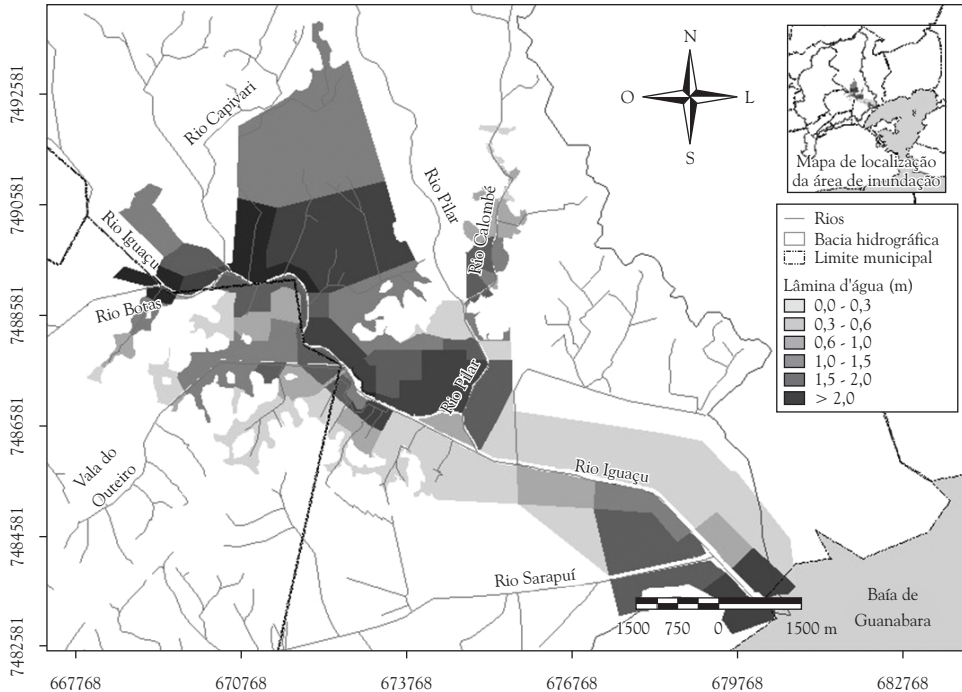 7492581
7490581
7488581
7486581
7484581
7482581
667768
670768
673768
676768
679768
682768
Rio Capivari
Rio Pilar
Rio Calombé
Rio Iguaçu
Rio Botas
Rio Pilar
Vala do
Outeiro
Rio Iguaçu
Rio Sarapuí
Baía de
Guanabara
N
O
L
S
Mapa de localização
da área de inundação
Rios
Bacia hidrográfica
Limite municipal
Lâmina d'água (m)
0,0 - 0,3
0,3 - 0,6
0,6 - 1,0
1,0 - 1,5
1,5 - 2,0
> 2,0
1500 750 0 1500 m